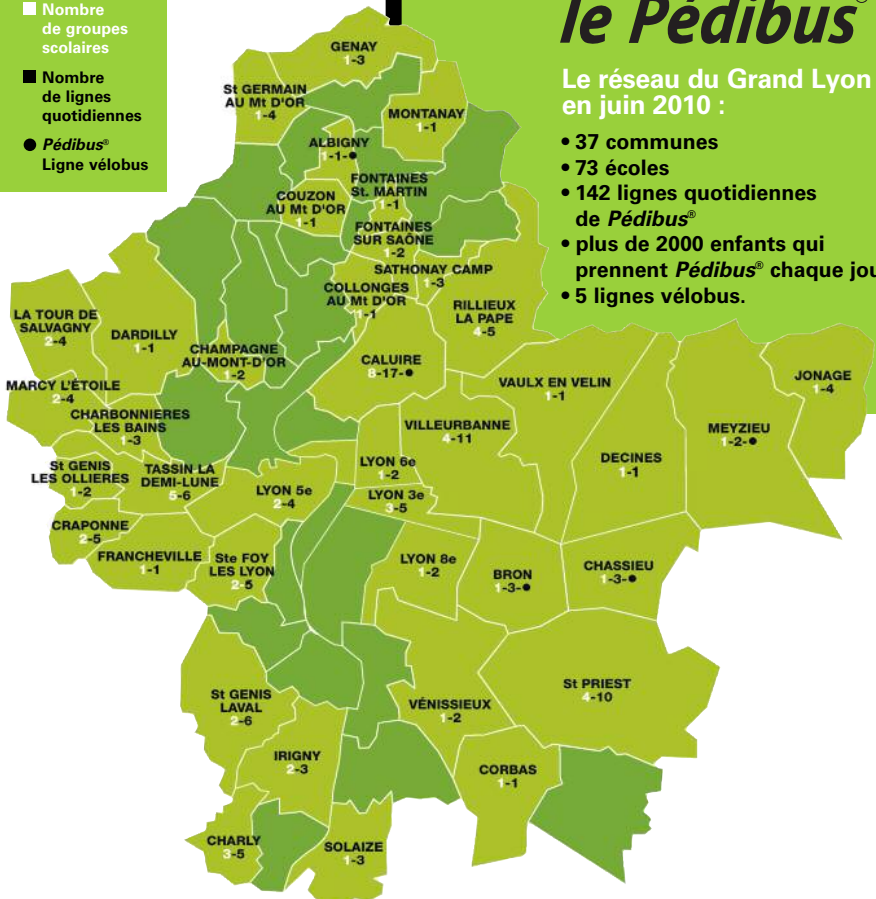 Nombre
de groupes
scolaires
Nombre
de lignes
quotidiennes
Pédibus®
Ligne vélobus
le Pédibus®
Le réseau du Grand Lyon
en juin 2010 :
• 37 communes
• 73 écoles
• 142 lignes quotidiennes
de Pédibus®
• plus de 2000 enfants qui
prennent Pédibus® chaque jou
• 5 lignes vélobus.
GENAY
1-3
St GERMAIN
AU Mt D'OR
1-4
MONTANAY
1-1
ALBIGNY
1-1-●
FONTAINES
St. MARTIN
1-1
COUZON
AU Mt D'OR
1-1
FONTAINES
SUR SAÔNE
1-2
SATHONAY CAMP
1-3
COLLONGES
AU Mt D'OR
1-1
RILLIEUX
LA PAPE
4-5
LA TOUR DE
SALVAGNY
2-4
DARDILLY
1-1
CHAMPAGNE
AU-MONT-D'OR
1-2
CALUIRE
8-17-●
VAULX EN VELIN
1-1
JONAGE
1-4
MARCY L'ÉTOILE
2-4
CHARBONNIERES
LES BAINS
1-3
VILLEURBANNE
4-11
MEYZIEU
1-2-●
DECINES
1-1
St GENIS
LES OLLIERES
1-2
TASSIN LA
DEMI-LUNE
5-6
LYON 6e
1-2
LYON 5e
2-4
LYON 3e
3-5
CRAPONNE
2-5
FRANCHEVILLE
1-1
Ste FOY
LES LYON
2-5
LYON 8e
1-2
BRON
1-3-●
CHASSIEU
1-3-●
St GENIS
LAVAL
2-6
VÉNISSIEUX
1-2
St PRIEST
4-10
IRIGNY
2-3
CORBAS
1-1
CHARLY
3-5
SOLAIZE
1-3